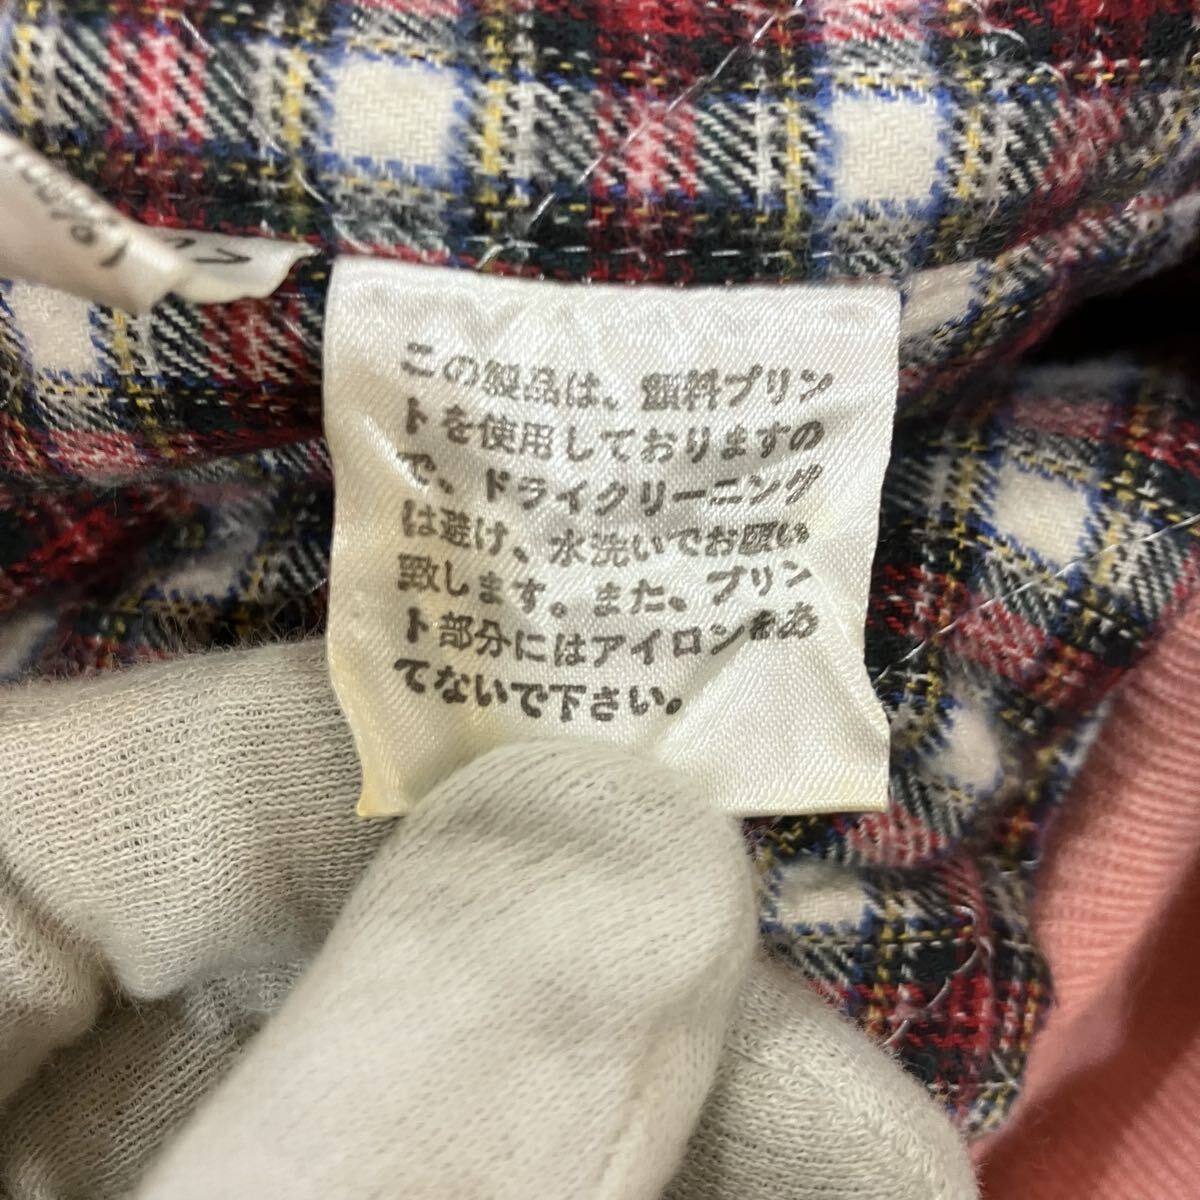 この製品は、顔料プリン
トを使用しておりますの
で、ドライクリーニング
は避け、水洗いでお願い
致します。また、プリン
ト部分にはアイロンをあ
てないで下さい。